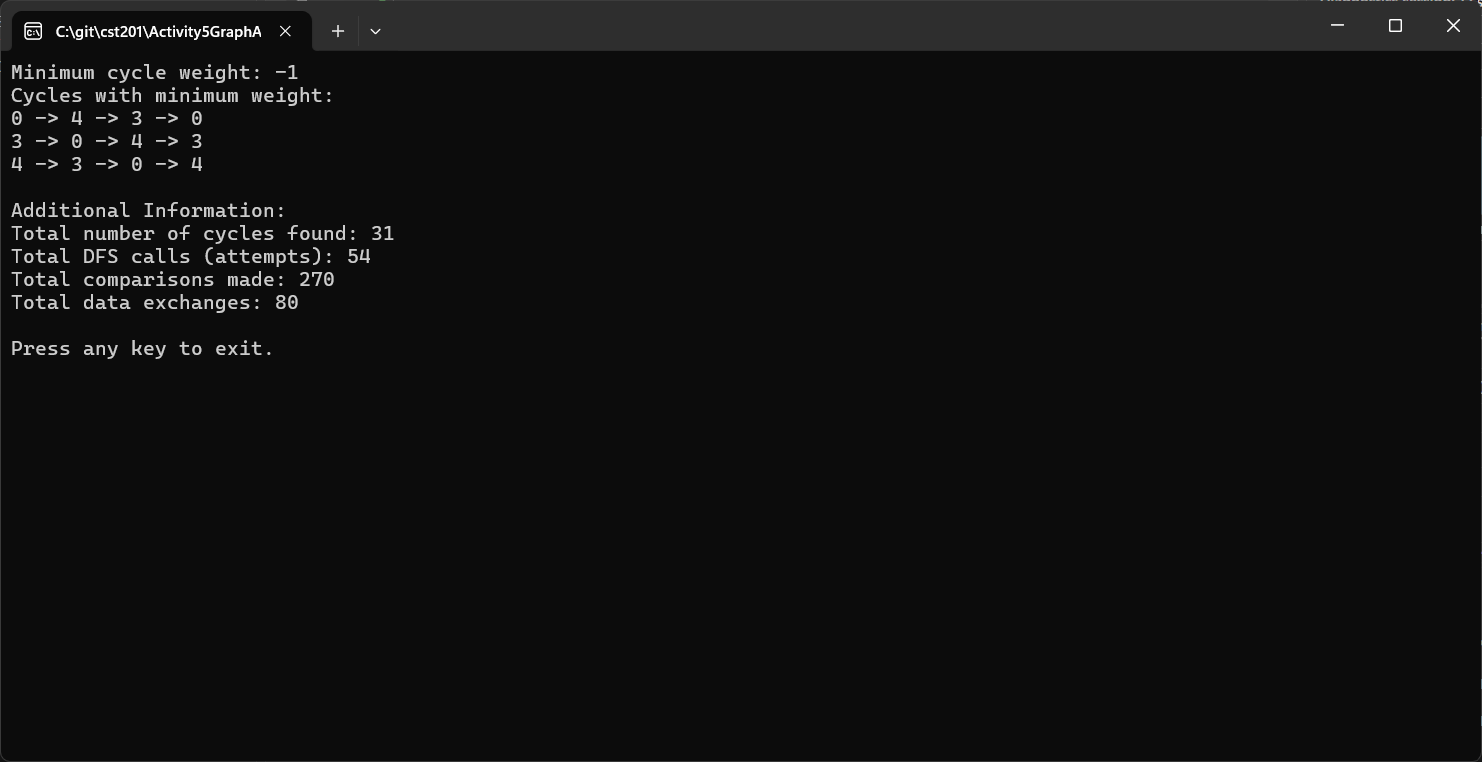 C:\git\cst201\Activity5GraphA
Minimum cycle weight: -1
Cycles with minimum weight:
0 -> 4 -> 3 -> 0
3 -> 0 -> 4 -> 3
4 -> 3 -> 0 -> 4
Additional Information:
Total number of cycles found: 31
Total DFS calls (attempts): 54
Total comparisons made: 270
Total data exchanges: 80
Press any key to exit.